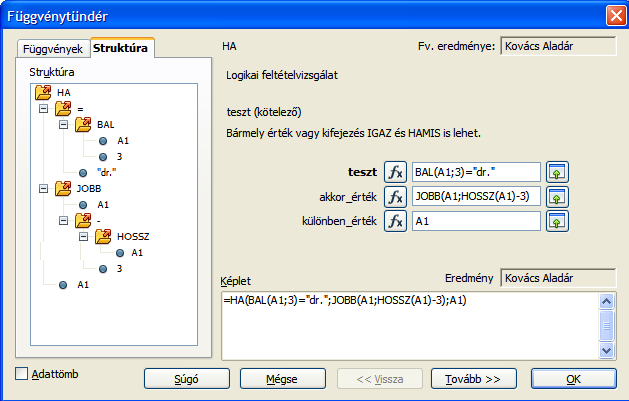 Függvénytündér
Függvények
Struktúra
HA
Fv. eredménye:
Kovács Aladár
Struktúra
HA
=
BAL
A1
3
"dr."
JOBB
A1
-
HOSSZ
A1
3
A1
Logikai feltételvizsgálat
teszt (kötelező)
Bármely érték vagy kifejezés IGAZ és HAMIS is lehet.
teszt
fx
BAL(A1;3)="dr."
akkor_érték
fx
JOBB(A1;HOSSZ(A1)-3)
különben_érték
fx
A1
Képlet
Eredmény
Kovács Aladár
=HA(BAL(A1;3)="dr.";JOBB(A1;HOSSZ(A1)-3);A1)
Adattömb
Súgó
Mégse
<< Vissza
Tovább >>
OK